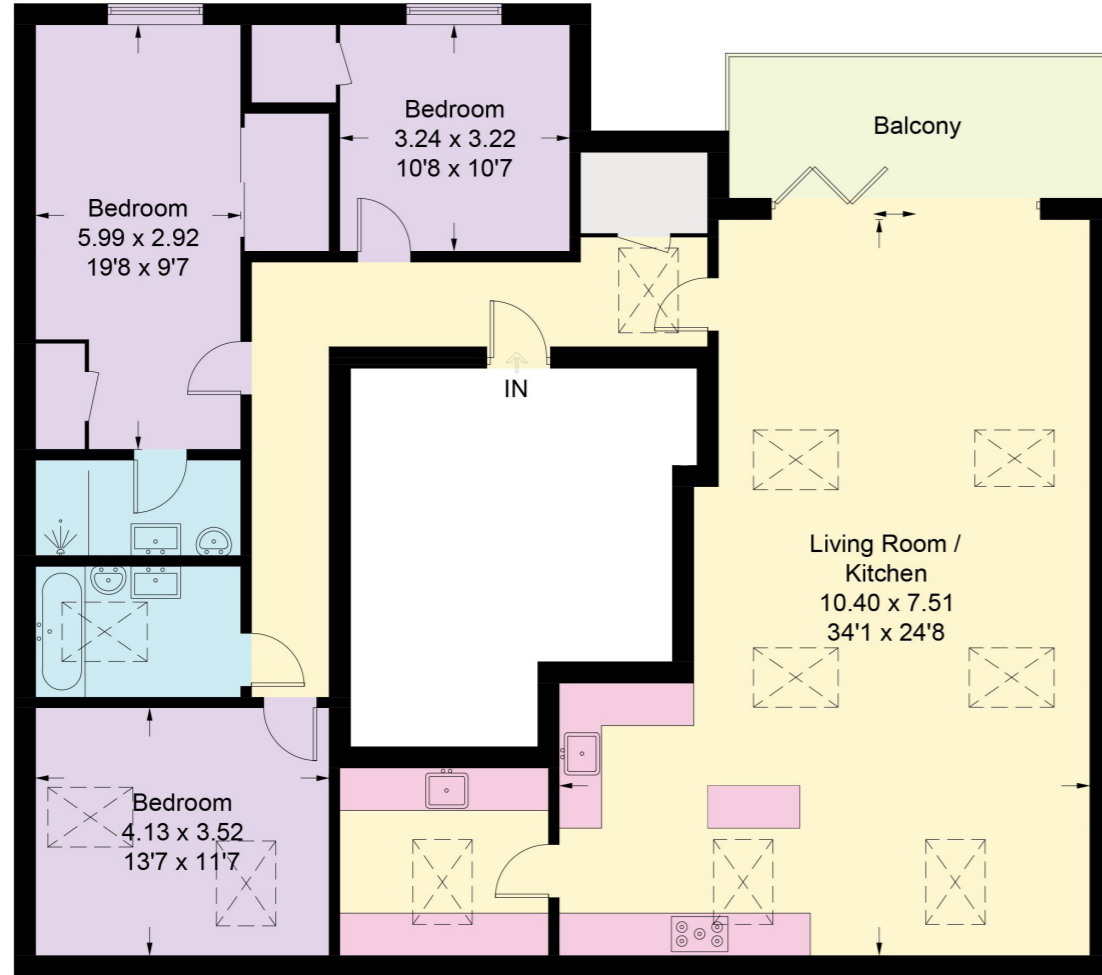 Bedroom
3.24 x 3.22
10'8 x 10'7
Balcony
Bedroom
5.99 x 2.92
19'8 x 9'7
IN
Living Room /
Kitchen
10.40 x 7.51
34'1 x 24'8
Bedroom
4.13 x 3.52
13'7 x 11'7